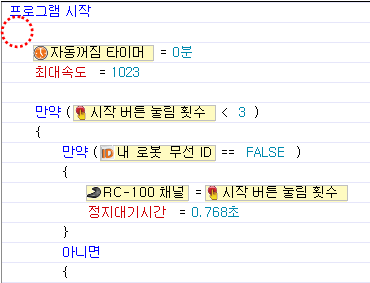 프로그램 시작
자동꺼짐 타이머 = 0분
최대속도 = 1023
만약 ( 시작 버튼 눌림 횟수 < 3 )
{
만약 ( ID 내 로봇 무선 ID == FALSE )
{
RC-100 채널 = 시작 버튼 눌림 횟수
정지대기시간 = 0.768초
}
아니면
{